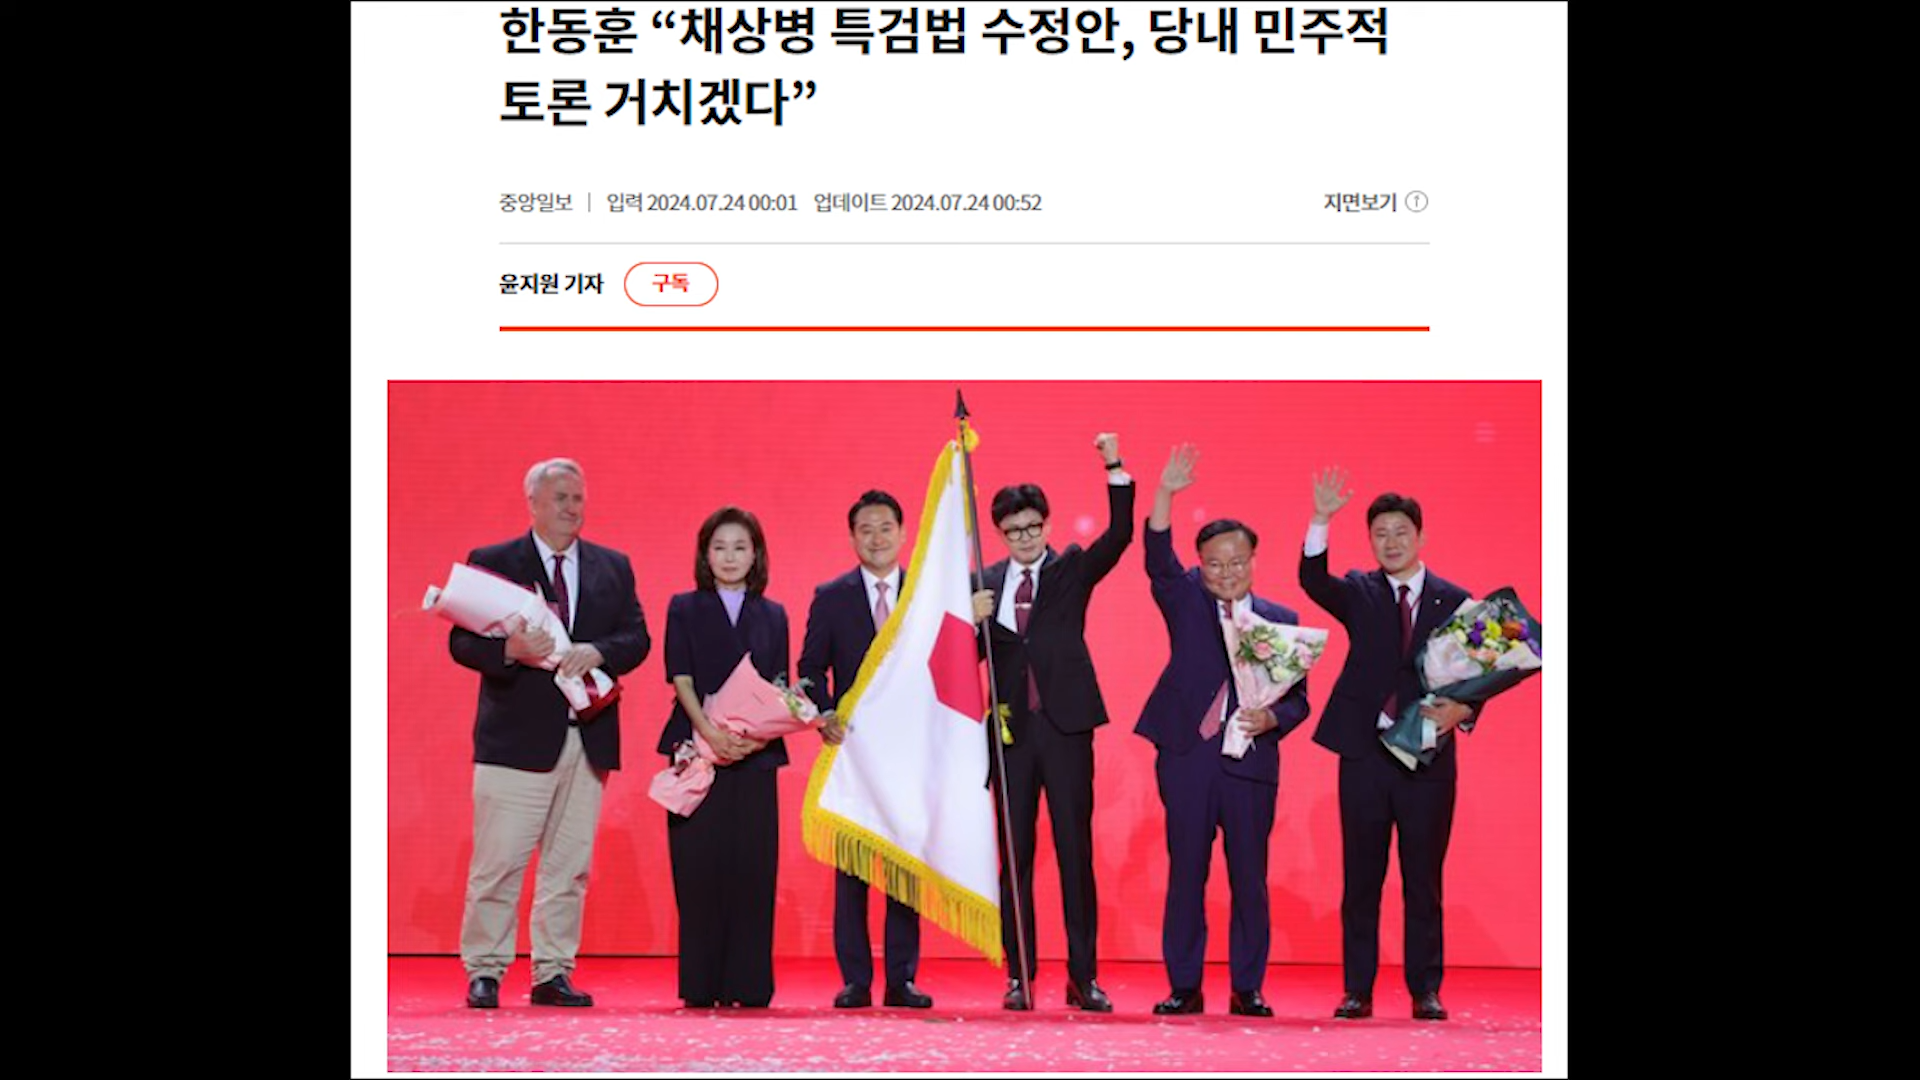 한동훈 “채상병 특검법 수정안, 당내 민주적
토론 거치겠다”
중앙일보 | 입력 2024.07.24 00:01 업데이트 2024.07.24 00:52
지면보기
윤지원 기자
구독